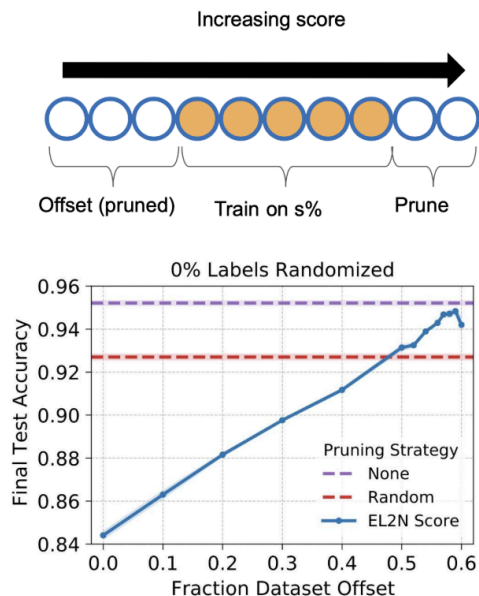 Increasing score
Offset (pruned)
Train on s%
Prune
0% Labels Randomized
Final Test Accuracy
0.96
0.94
0.92
0.90
0.88
0.86
0.84
Pruning Strategy
None
Random
EL2N Score
0.0 0.1 0.2 0.3 0.4 0.5 0.6
Fraction Dataset Offset